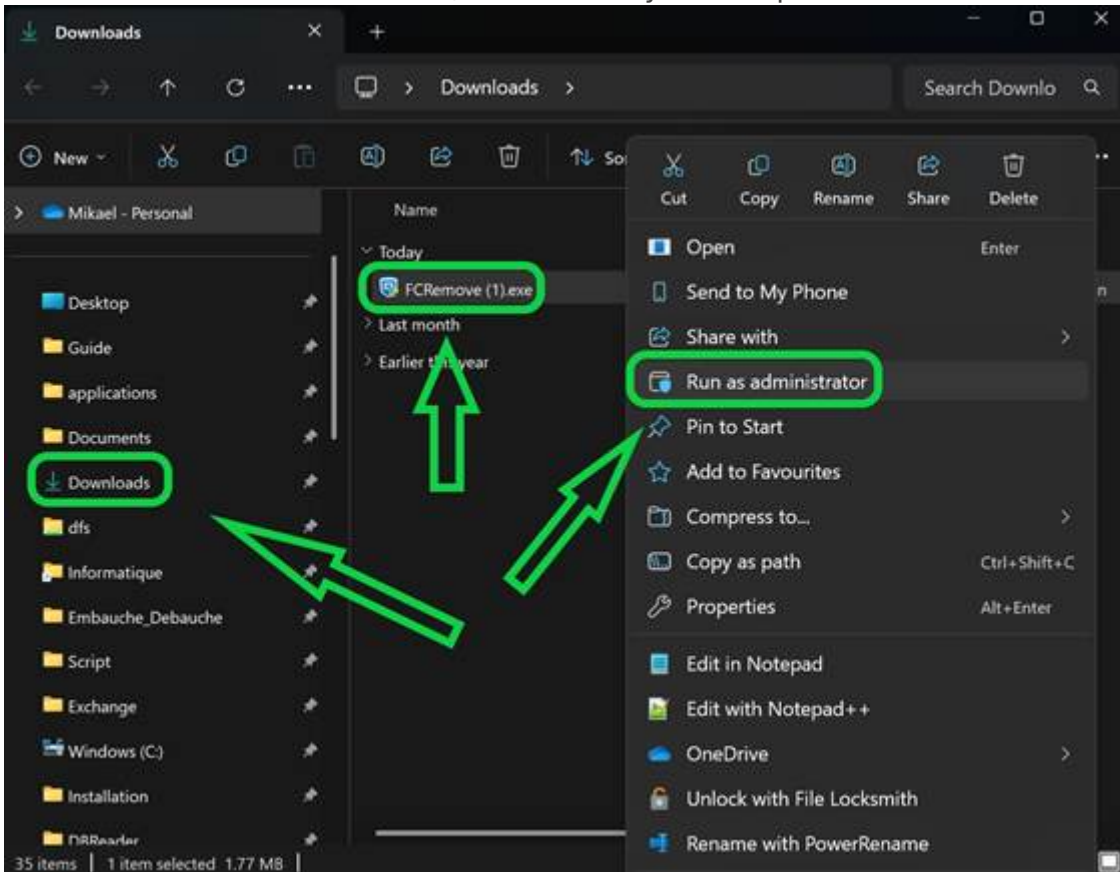 Downloads
Downloads
Search Downlo
New
Cut
Copy
Rename
Share
Delete
Mikael - Personal
Name
Today
FCRemove (1).exe
Last month
Desktop
Guide
applications
Documents
Downloads
dfs
Informatique
Embauche_Debauche
Script
Exchange
Windows (C:)
Installation
DBReader
Open Enter
Send to My Phone
Share with
Run as administrator
Pin to Start
Add to Favourites
Compress to...
Copy as path Ctrl+Shift+C
Properties Alt+Enter
Edit in Notepad
Edit with Notepad++
OneDrive
Unlock with File Locksmith
Rename with PowerRename
35 items 1 item selected 1.77 MB